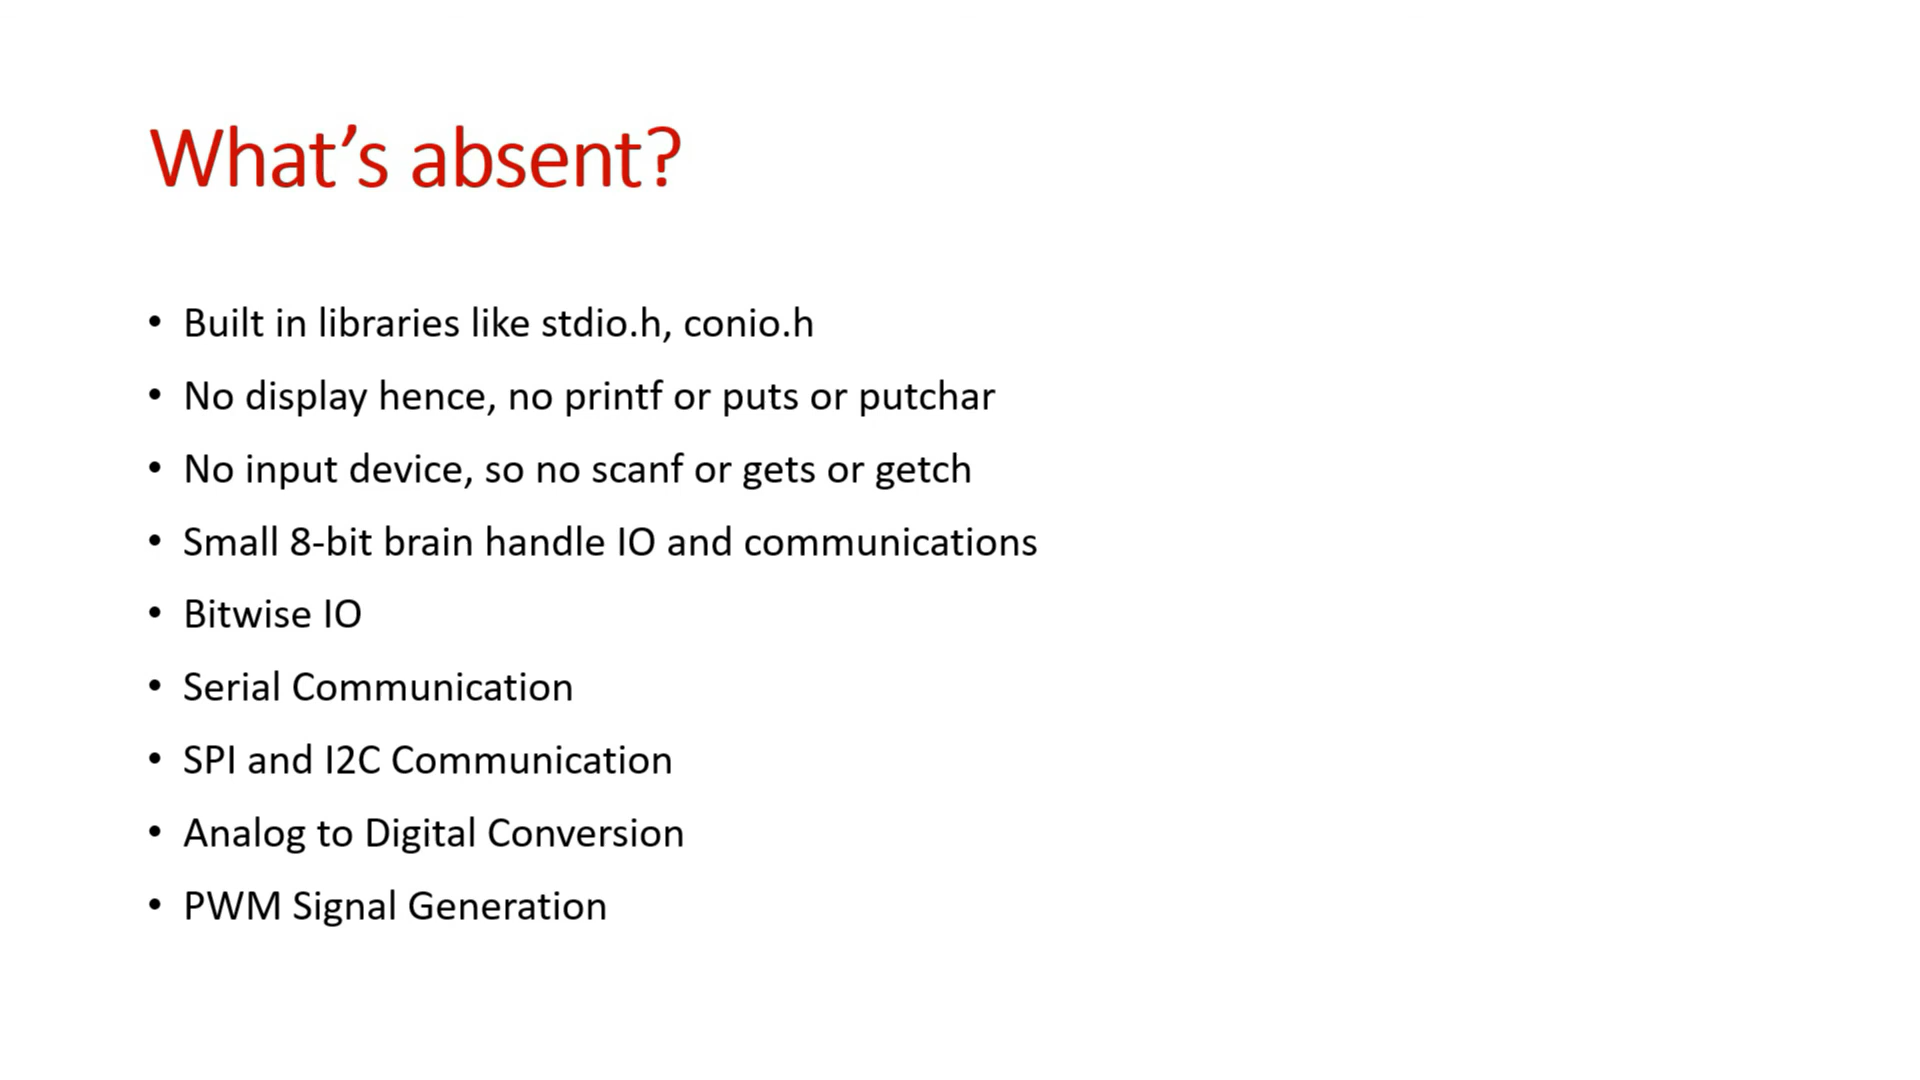 What’s absent?
• Built in libraries like stdio.h, conio.h
• No display hence, no printf or puts or putchar
• No input device, so no scanf or gets or getch
• Small 8-bit brain handle IO and communications
• Bitwise IO
• Serial Communication
• SPI and I2C Communication
• Analog to Digital Conversion
• PWM Signal Generation